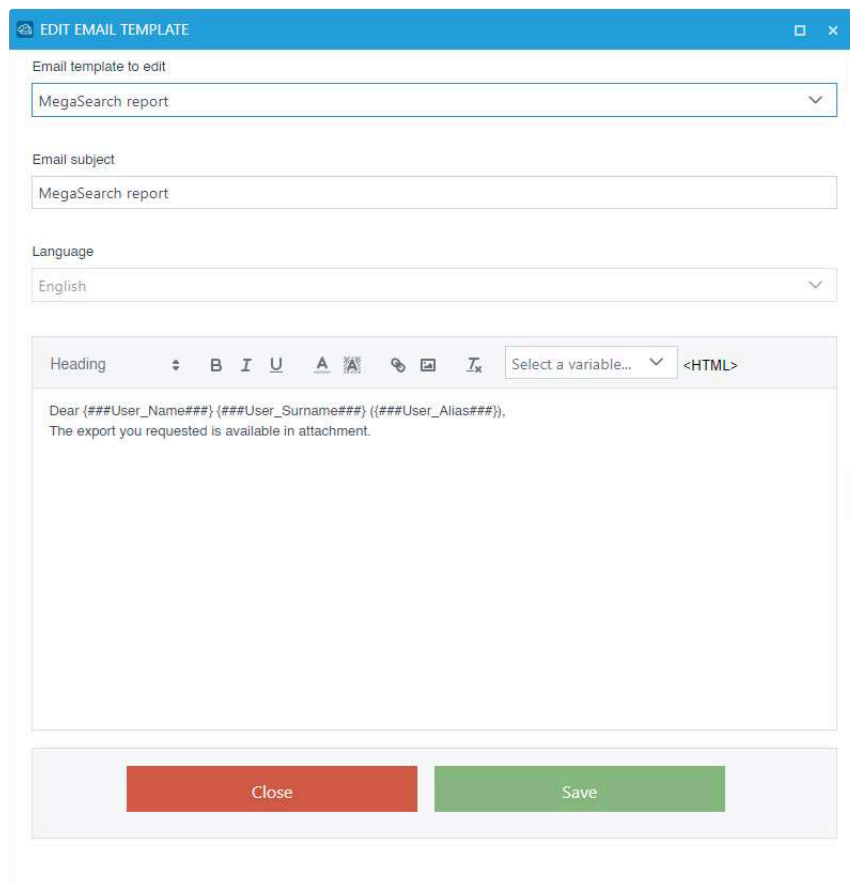 EDIT EMAIL TEMPLATE
Email template to edit
MegaSearch report
Email subject
MegaSearch report
Language
English
Heading B I U A A Tx Select a variable... <HTML>
Dear {###User_Name###} {###User_Surname###} ({###User_Alias###}),
The export you requested is available in attachment.
Close Save